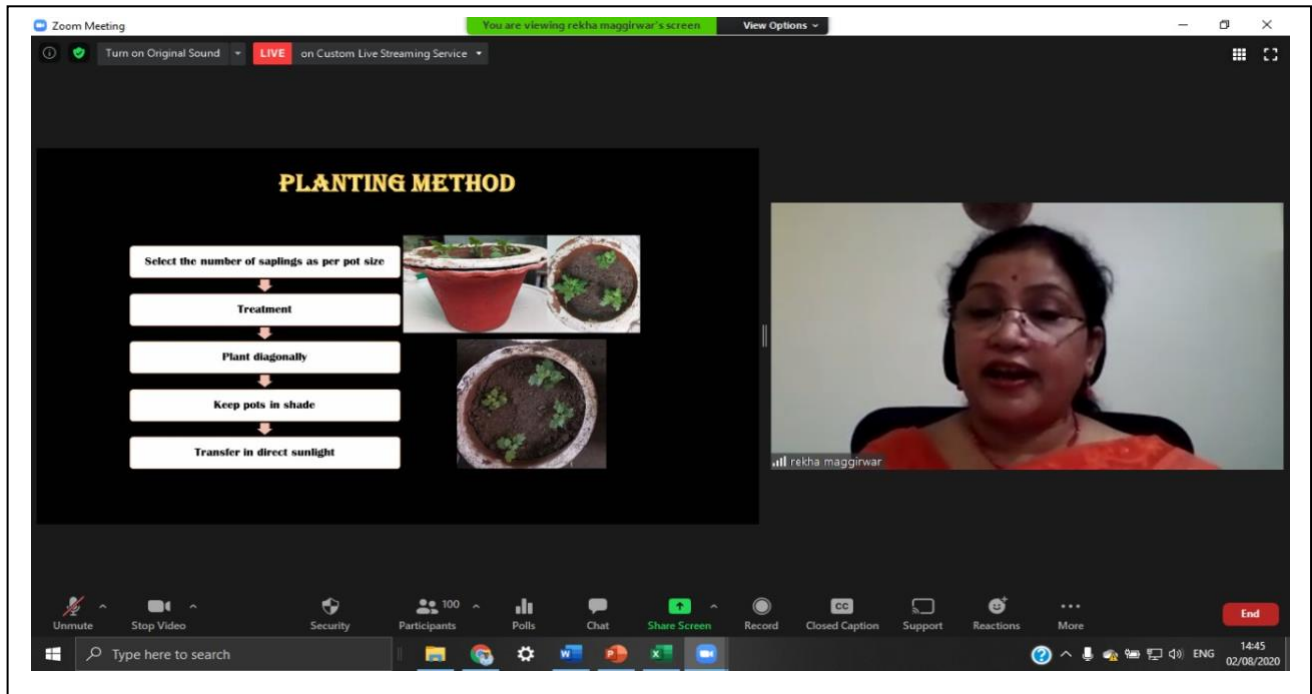 Zoom Meeting
You are viewing rekha maggirwar's screen
View Options
Turn on Original Sound
LIVE
on Custom Live Streaming Service
PLANTING METHOD
Select the number of saplings as per pot size
Treatment
Plant diagonally
Keep pots in shade
Transfer in direct sunlight
rekha maggirwar
Unmute
Stop Video
Security
100
Participants
Polls
Chat
Share Screen
Record
CC
Closed Caption
Support
Reactions
More
End
Type here to search
ENG
14:45
02/08/2020